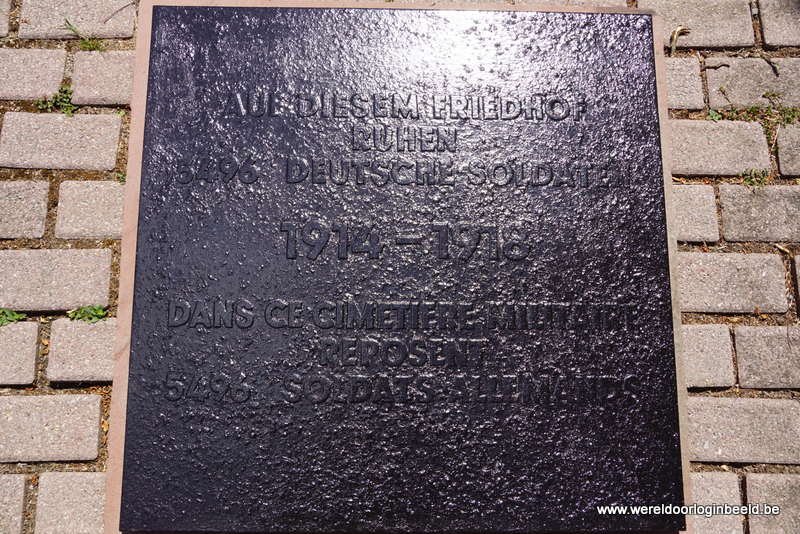 AUF DIESEM FRIEDHOF
RUHEN
5496 DEUTSCHE SOLDATEN
1914 – 1918
DANS CE CIMETIÈRE MILITAIRE
REPOSENT
5496 SOLDATS ALLEMANDS
www.wereldoorloginbeeld.be